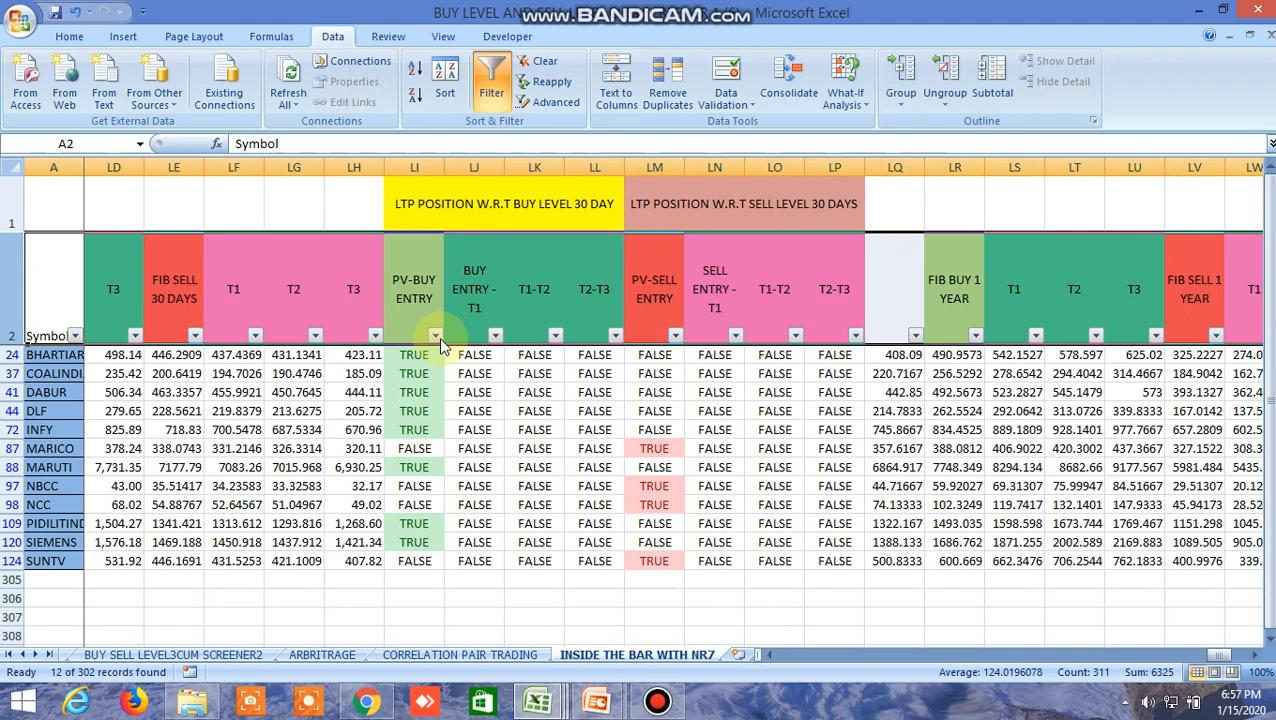 BUY LEVEL AND SELL
www.BANDICAM.com
- Microsoft Excel
Home Insert Page Layout Formulas Data Review View Developer
From Access From Web From Text From Other Sources Existing Connections
Refresh All Connections Properties Edit Links
Sort Filter Clear Reapply Advanced
Text to Columns Remove Duplicates Data Validation Consolidate What-If Analysis
Group Ungroup Subtotal Show Detail Hide Detail
Get External Data Connections Sort & Filter Data Tools Outline
A2 fx Symbol
A LD LE LF LG LH LI LJ LK LL LM LN LO LP LQ LR LS LT LU LV LW
1 LTP POSITION W.R.T BUY LEVEL 30 DAY LTP POSITION W.R.T SELL LEVEL 30 DAYS
2 Symbol T3 FIB SELL 30 DAYS T1 T2 T3 PV-BUY ENTRY BUY ENTRY - T1 T1-T2 T2-T3 PV-SELL ENTRY SELL ENTRY - T1 T1-T2 T2-T3 FIB BUY 1 YEAR T1 T2 T3 FIB SELL 1 YEAR T1
24 BHARTIAR 498.14 446.2909 437.4369 431.1341 423.11 TRUE FALSE FALSE FALSE FALSE FALSE FALSE FALSE 408.09 490.9573 542.1527 578.597 625.02 325.2227 274.0
37 COALINDI 235.42 200.6419 194.7026 190.4746 185.09 TRUE FALSE FALSE FALSE FALSE FALSE FALSE FALSE 220.7167 256.5292 278.6542 294.4042 314.4667 184.9042 162.7
41 DABUR 506.34 463.3357 455.9921 450.7645 444.11 TRUE FALSE FALSE FALSE FALSE FALSE FALSE FALSE 442.85 492.5673 523.2827 545.1479 573 393.1327 362.4
44 DLF 279.65 228.5621 219.8379 213.6275 205.72 TRUE FALSE FALSE FALSE FALSE FALSE FALSE FALSE 214.7833 262.5524 292.0642 313.0726 339.8333 167.0142 137.5
72 INFY 825.89 718.83 700.5478 687.5334 670.96 TRUE FALSE FALSE FALSE FALSE FALSE FALSE FALSE 745.8667 834.4525 889.1809 928.1401 977.7667 657.2809 602.5
87 MARICO 378.24 338.0743 331.2146 326.3314 320.11 FALSE FALSE FALSE FALSE TRUE FALSE FALSE FALSE 357.6167 388.0812 406.9022 420.3002 437.3667 327.1532 308.3
88 MARUTI 7,731.35 7177.79 7083.26 7015.968 6,930.25 TRUE FALSE FALSE FALSE FALSE FALSE FALSE FALSE 6864.917 7748.349 8294.134 8682.66 9177.567 5981.484 5435.
97 NBCC 43.00 35.51417 34.23583 33.32583 32.17 FALSE FALSE FALSE FALSE TRUE FALSE FALSE FALSE 44.71667 59.92027 69.31307 75.99947 84.51667 29.51307 20.12
98 NCC 68.02 54.88767 52.64567 51.04967 49.02 FALSE FALSE FALSE FALSE TRUE FALSE FALSE FALSE 74.13333 102.3249 119.7417 132.1401 147.9333 45.94174 28.52
109 PIDILITIND 1,504.27 1341.421 1313.612 1293.816 1,268.60 TRUE FALSE FALSE FALSE FALSE FALSE FALSE FALSE 1322.167 1493.035 1598.598 1673.744 1769.467 1151.298 1045.
120 SIEMENS 1,576.18 1469.188 1450.918 1437.912 1,421.34 TRUE FALSE FALSE FALSE FALSE FALSE FALSE FALSE 1388.133 1686.762 1871.255 2002.589 2169.883 1089.505 905.0
124 SUNTV 531.92 446.1691 431.5253 421.1009 407.82 FALSE FALSE FALSE FALSE TRUE FALSE FALSE FALSE 500.8333 600.669 662.3476 706.2544 762.1833 400.9976 339.
305
306
307
308
BUY SELL LEVEL3CUM SCREENER2 ARBRITRAGE CORRELATION PAIR TRADING INSIDE THE BAR WITH NR7
Ready 12 of 302 records found Average: 124.0196078 Count: 311 Sum: 6325 100%
6:57 PM
1/15/2020